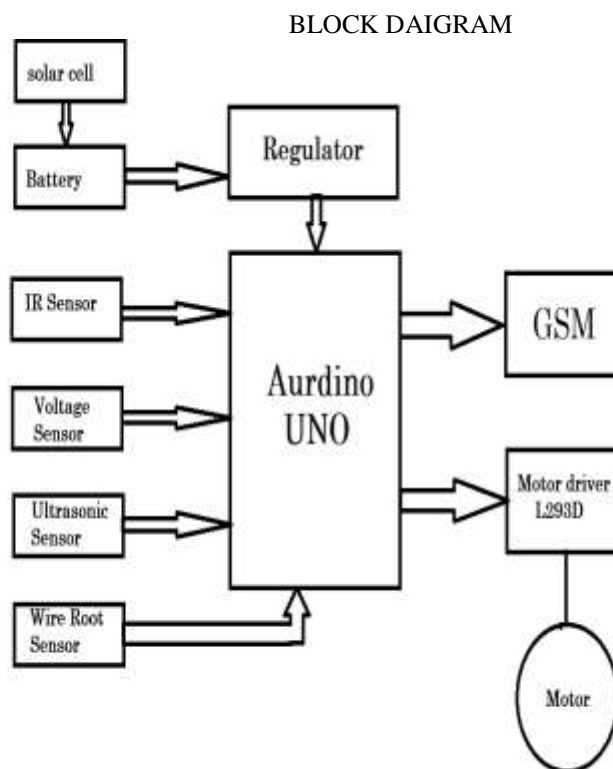 BLOCK DAIGRAM
solar cell
Battery
Regulator
IR Sensor
Voltage
Sensor
Ultrasonic
Sensor
Wire Root
Sensor
Aurdino
UNO
GSM
Motor driver
L293D
Motor